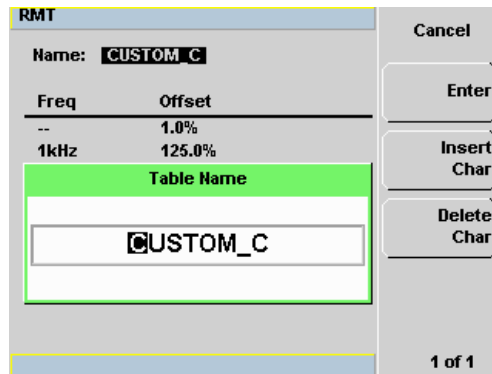 RMT
Name: CUSTOM_C
Freq Offset
-- 1.0%
1kHz 125.0%
Table Name
CUSTOM_C
Cancel
Enter
Insert
Char
Delete
Char
1 of 1